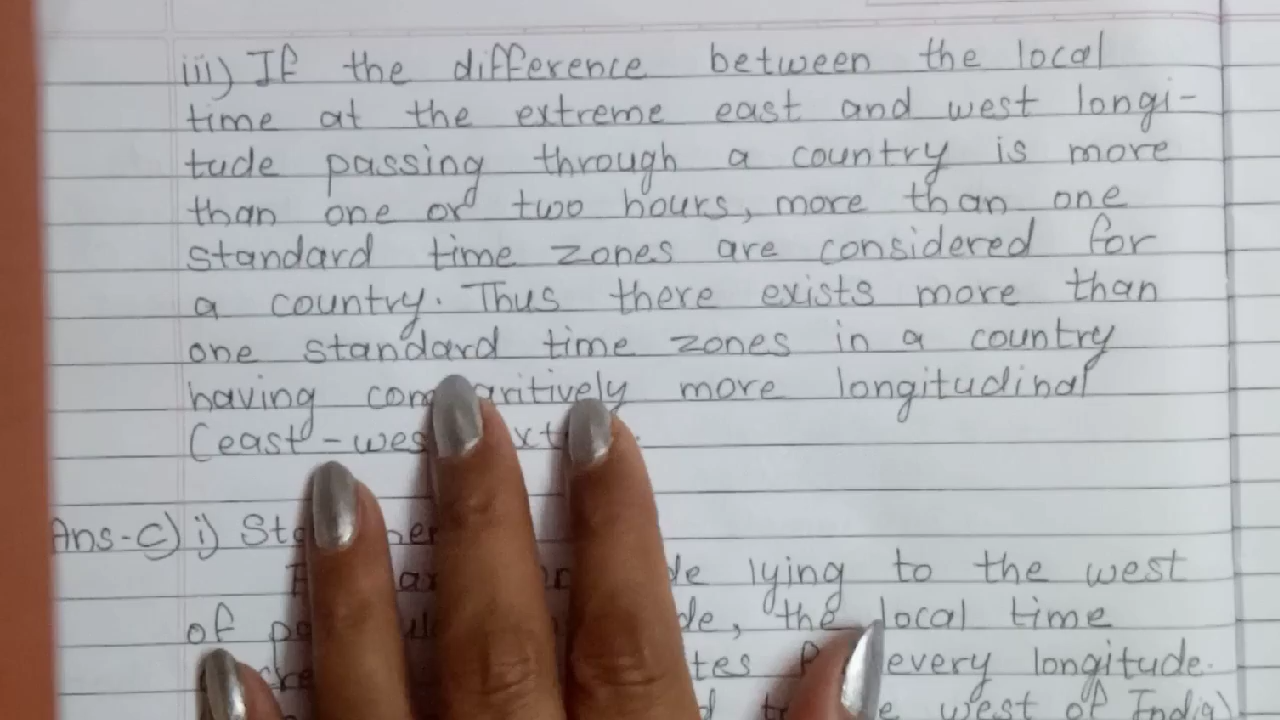 iii) If the difference between the local
time at the extreme east and west longi-
tude passing through a country is more
than one or two hours, more than one
standard time zones are considered for
a country. Thus there exists more than
one standard time zones in a country
having more longitudinal
(east-west
Ans-c) i)
lying to the west
of the local time
every longitude.
west of India)